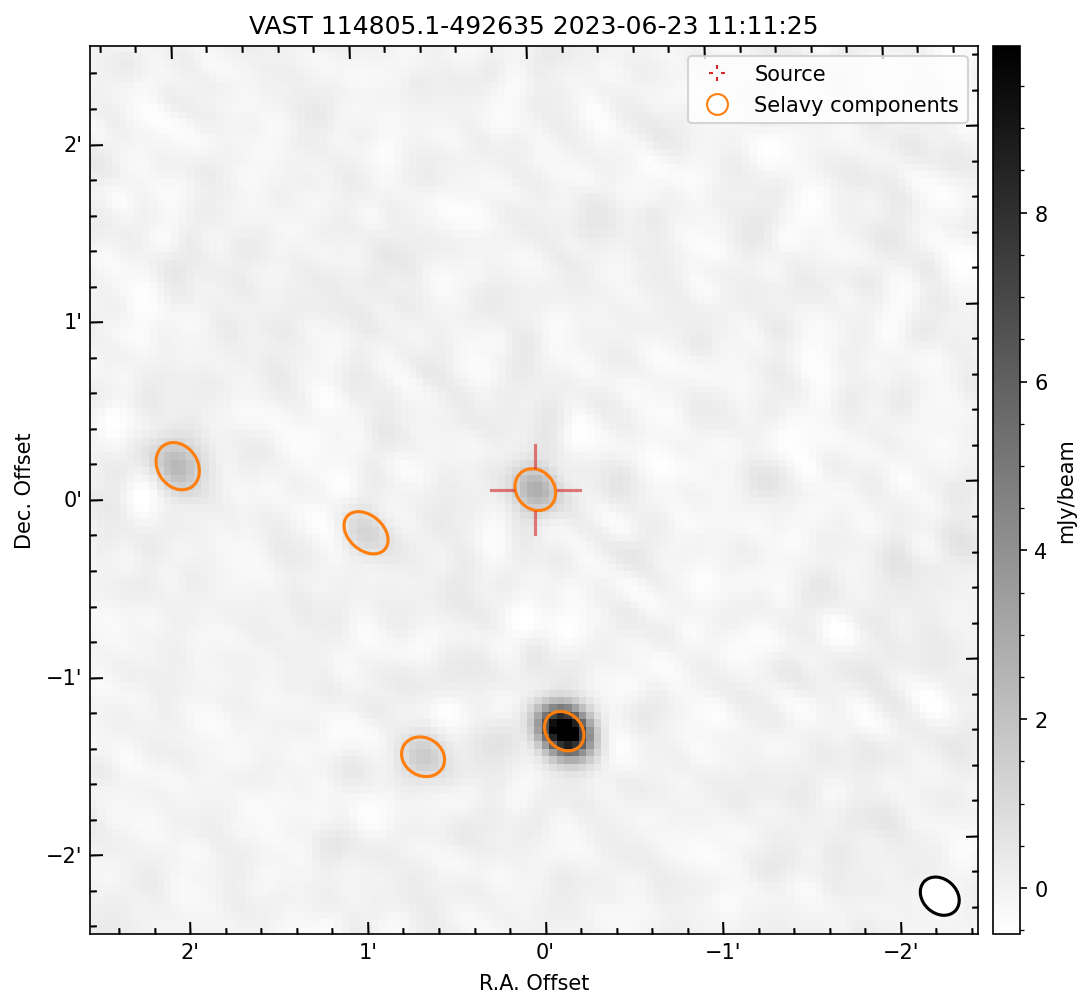 VAST 114805.1-492635 2023-06-23 11:11:25
Source
Selavy components
2'
1'
0'
−1'
−2'
Dec. Offset
2'
1'
0'
−1'
−2'
R.A. Offset
8
6
4
2
0
mJy/beam